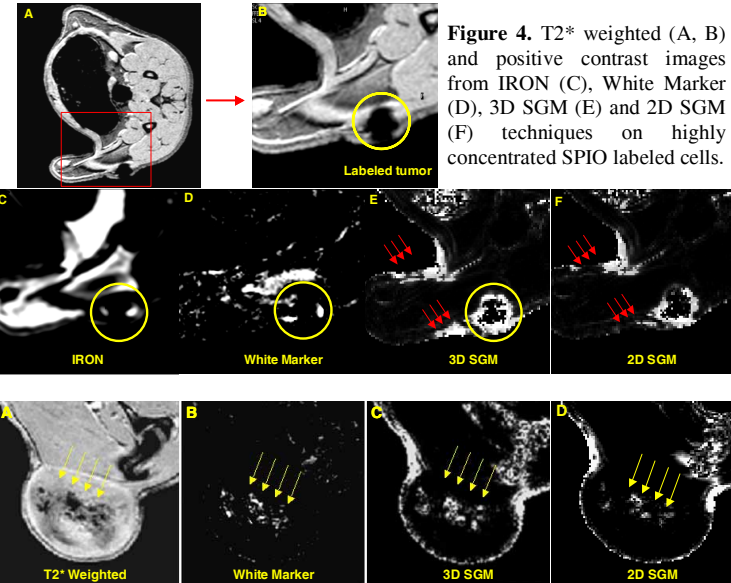 A
B
H
SL4
Labeled tumor
Figure 4. T2* weighted (A, B)
and positive contrast images
from IRON (C), White Marker
(D), 3D SGM (E) and 2D SGM
(F) techniques on highly
concentrated SPIO labeled cells.
C
D
E
F
IRON
White Marker
3D SGM
2D SGM
A
B
C
D
T2* Weighted
White Marker
3D SGM
2D SGM